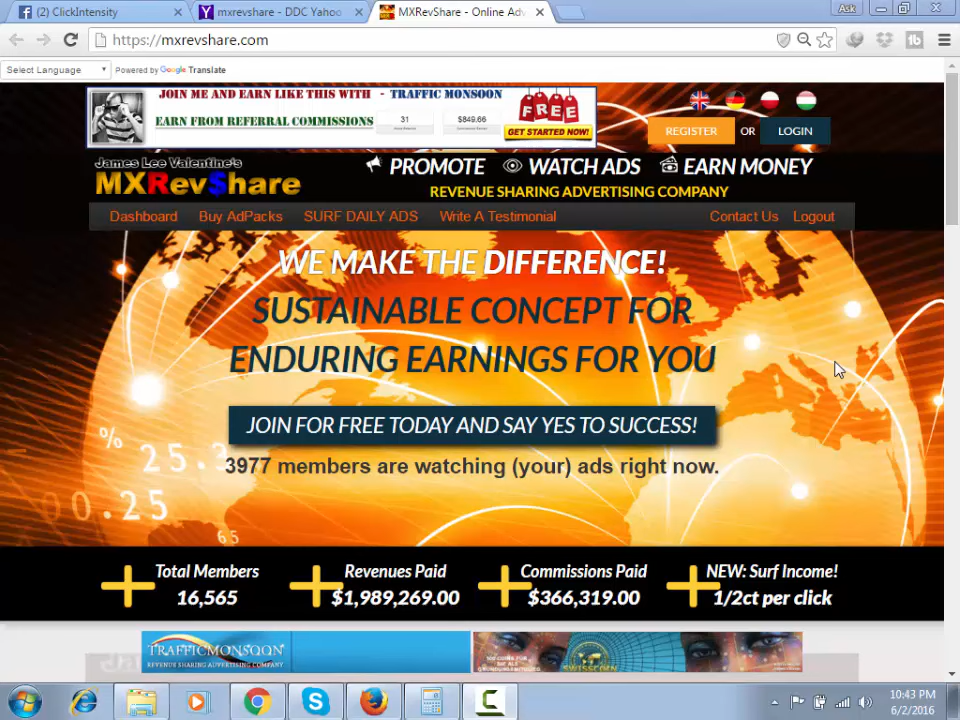 (2) ClickIntensity
mxrevshare - DDC Yahoo
MXRevShare - Online Adv
Ask
https://mxrevshare.com
Select Language
Powered by Google Translate
JOIN ME AND EARN LIKE THIS WITH - TRAFFIC MONSOON
EARN FROM REFERRAL COMMISSIONS
31
$849.66
FREE
GET STARTED NOW!
REGISTER OR LOGIN
James Lee Valentine's
MXRevShare
PROMOTE WATCH ADS EARN MONEY
REVENUE SHARING ADVERTISING COMPANY
Dashboard Buy AdPacks SURF DAILY ADS Write A Testimonial Contact Us Logout
WE MAKE THE DIFFERENCE!
SUSTAINABLE CONCEPT FOR
ENDURING EARNINGS FOR YOU
JOIN FOR FREE TODAY AND SAY YES TO SUCCESS!
3977 members are watching (your) ads right now.
% 25.3
00.25
65
Total Members Revenues Paid Commissions Paid NEW: Surf Income!
16,565 $1,989,269.00 $366,319.00 1/2ct per click
TRAFFICMONSOON
REVENUE SHARING ADVERTISING COMPANY
SWISSCOIN
10:43 PM
6/2/2016